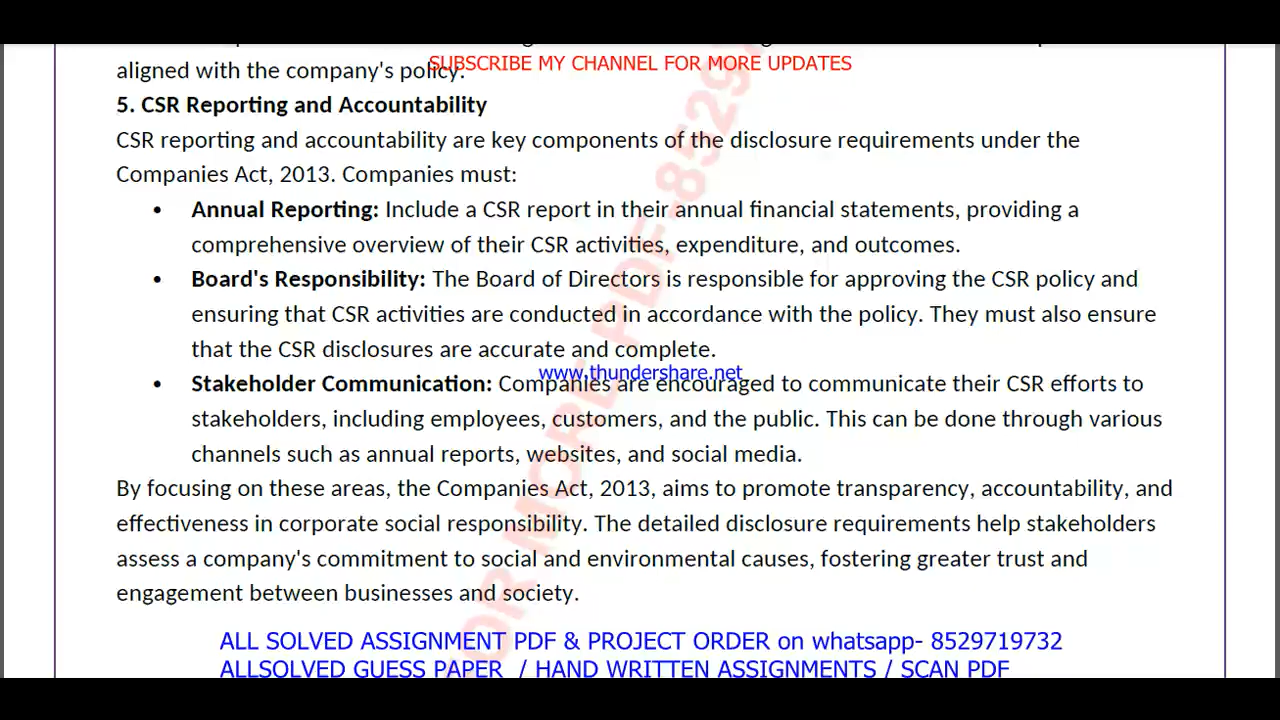 SUBSCRIBE MY CHANNEL FOR MORE UPDATES
aligned with the company's policy.
5. CSR Reporting and Accountability
CSR reporting and accountability are key components of the disclosure requirements under the
Companies Act, 2013. Companies must:
• Annual Reporting: Include a CSR report in their annual financial statements, providing a
comprehensive overview of their CSR activities, expenditure, and outcomes.
• Board's Responsibility: The Board of Directors is responsible for approving the CSR policy and
ensuring that CSR activities are conducted in accordance with the policy. They must also ensure
that the CSR disclosures are accurate and complete.
www.thundershare.net
• Stakeholder Communication: Companies are encouraged to communicate their CSR efforts to
stakeholders, including employees, customers, and the public. This can be done through various
channels such as annual reports, websites, and social media.
By focusing on these areas, the Companies Act, 2013, aims to promote transparency, accountability, and
effectiveness in corporate social responsibility. The detailed disclosure requirements help stakeholders
assess a company's commitment to social and environmental causes, fostering greater trust and
engagement between businesses and society.
ALL SOLVED ASSIGNMENT PDF & PROJECT ORDER on whatsapp- 8529719732
ALLSOLVED GUESS PAPER / HAND WRITTEN ASSIGNMENTS / SCAN PDF
OR MORE PDF-8529